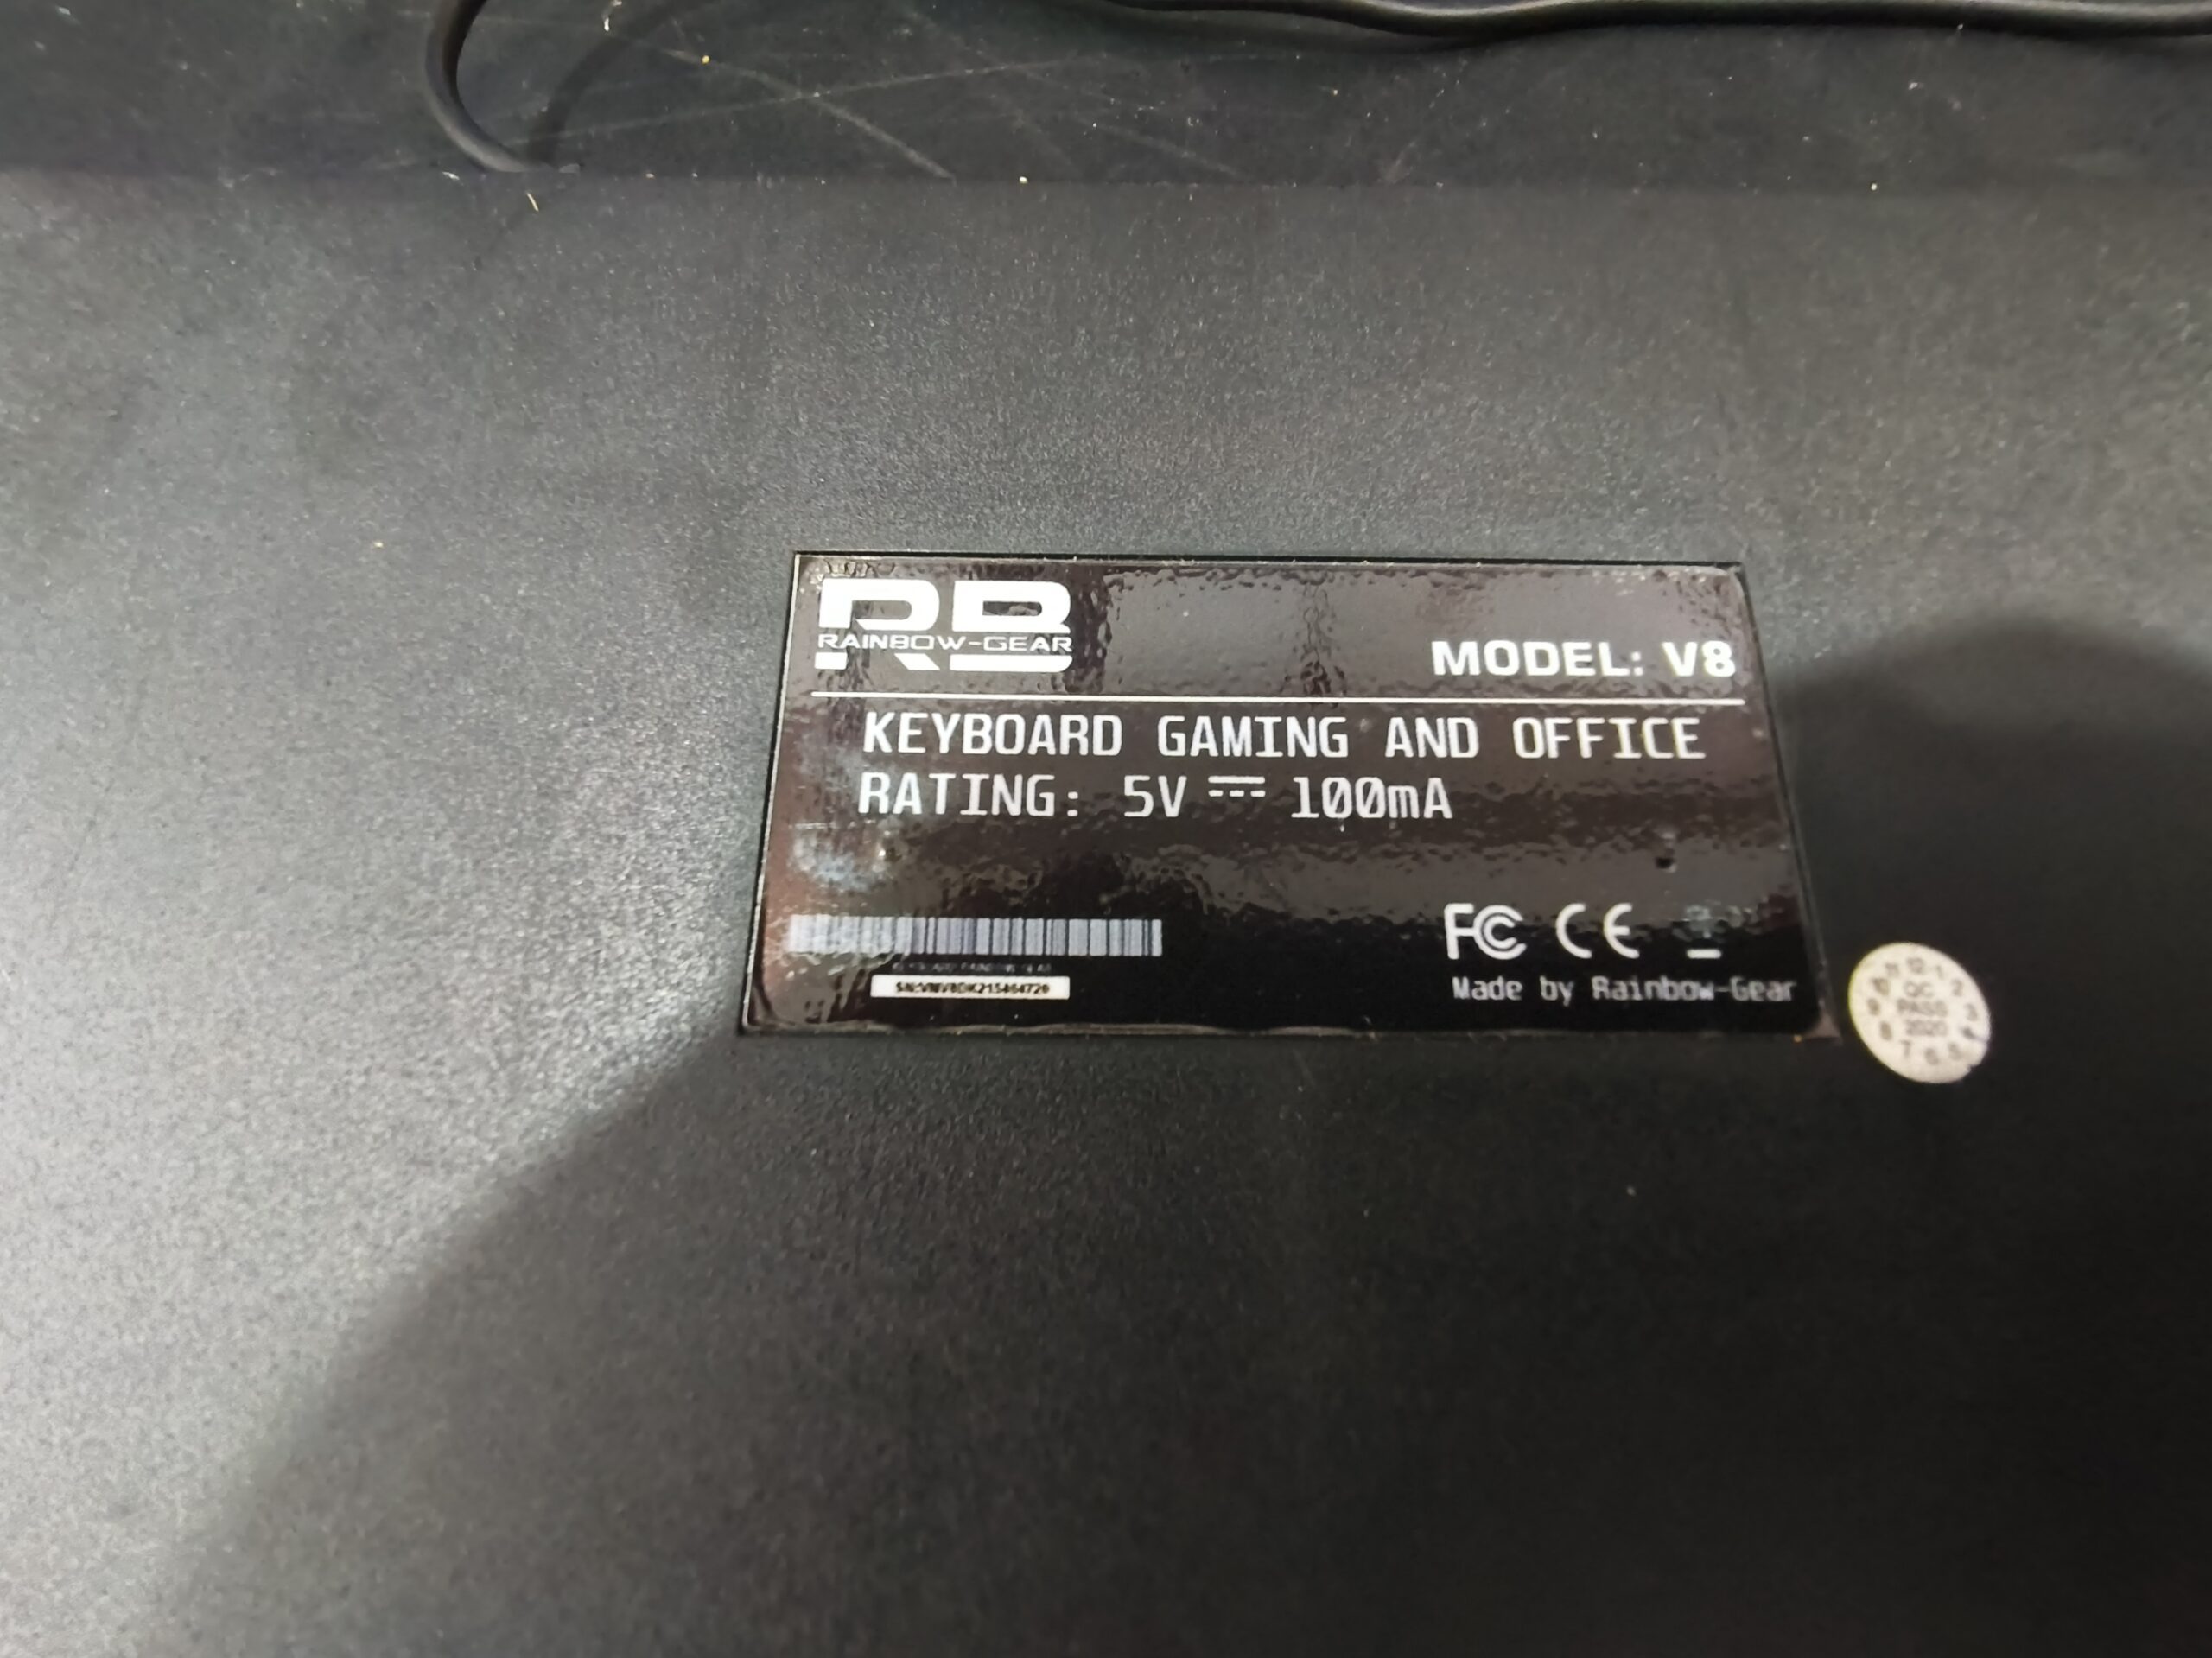 RB
RAINBOW-GEAR
MODEL: V8
KEYBOARD GAMING AND OFFICE
RATING: 5V ⎓ 100mA
FC CE
Made by Rainbow-Gear
QC
PASS
2020